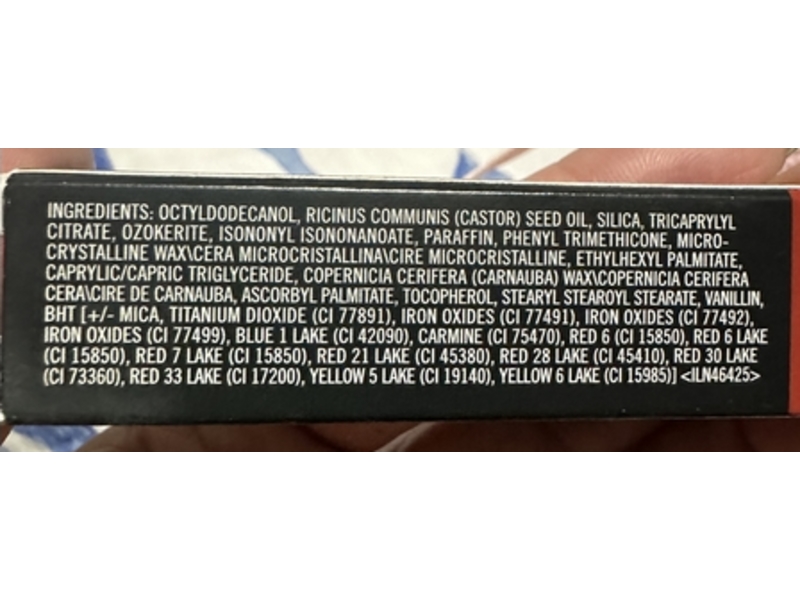 INGREDIENTS: OCTYLDODECANOL, RICINUS COMMUNIS (CASTOR) SEED OIL, SILICA, TRICAPRYLYL
CITRATE, OZOKERITE, ISONONYL ISONONANOATE, PARAFFIN, PHENYL TRIMETHICONE, MICRO-
CRYSTALLINE WAX\CERA MICROCRISTALLINA\CIRE MICROCRISTALLINE, ETHYLHEXYL PALMITATE,
CAPRYLIC/CAPRIC TRIGLYCERIDE, COPERNICIA CERIFERA (CARNAUBA) WAX\COPERNICIA CERIFERA
CERA\CIRE DE CARNAUBA, ASCORBYL PALMITATE, TOCOPHEROL, STEARYL STEAROYL STEARATE, VANILLIN,
BHT [+/- MICA, TITANIUM DIOXIDE (CI 77891), IRON OXIDES (CI 77491), IRON OXIDES (CI 77492),
IRON OXIDES (CI 77499), BLUE 1 LAKE (CI 42090), CARMINE (CI 75470), RED 6 (CI 15850), RED 6 LAKE
(CI 15850), RED 7 LAKE (CI 15850), RED 21 LAKE (CI 45380), RED 28 LAKE (CI 45410), RED 30 LAKE
(CI 73360), RED 33 LAKE (CI 17200), YELLOW 5 LAKE (CI 19140), YELLOW 6 LAKE (CI 15985)] <ILN46425>